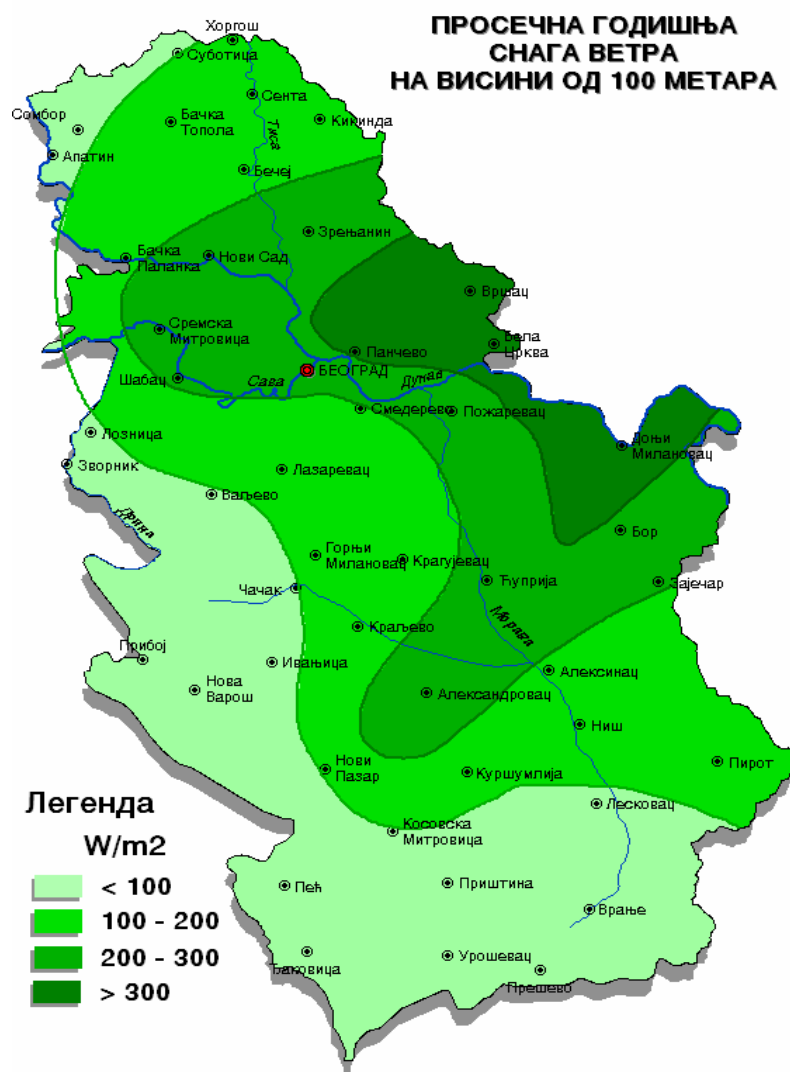 ПРОСЕЧНА ГОДИШЊА
СНАГА ВЕТРА
НА ВИСИНИ ОД 100 МЕТАРА
Хоргош
Суботица
Сента
Сомбор
Бачка
Топола
Кикинда
Тиса
Апатин
Бечеј
Зрењанин
Бачка
Паланка
Нови Сад
Вршац
Сремска
Митровица
Панчево
Бела
Црква
Шабац
Сава
БЕОГРАД
Дунав
Смедерево
Пожаревац
Лозница
Доњи
Милановац
Зворник
Лазаревац
Ваљево
Дрина
Бор
Горњи
Милановац
Крагујевац
Ћуприја
Зајечар
Чачак
Морава
Краљево
Прибој
Ивањица
Алексинац
Нова
Варош
Александровац
Ниш
Нови
Пазар
Куршумлија
Пирот
Лесковац
Косовска
Митровица
Пећ
Приштина
Врање
Ђаковица
Урошевац
Прешево
Легенда
W/m2
< 100
100 - 200
200 - 300
> 300